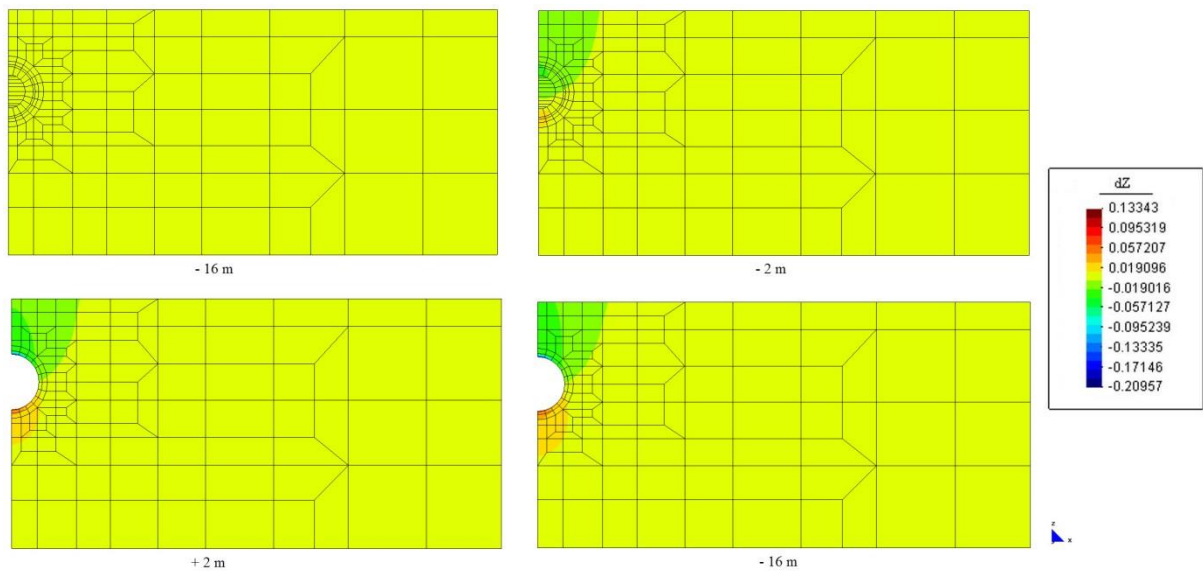 - 16 m
- 2 m
dZ
0.13343
0.095319
0.057207
0.019096
-0.019016
-0.057127
-0.095239
-0.13335
-0.17146
-0.20957
+ 2 m
- 16 m
z
x